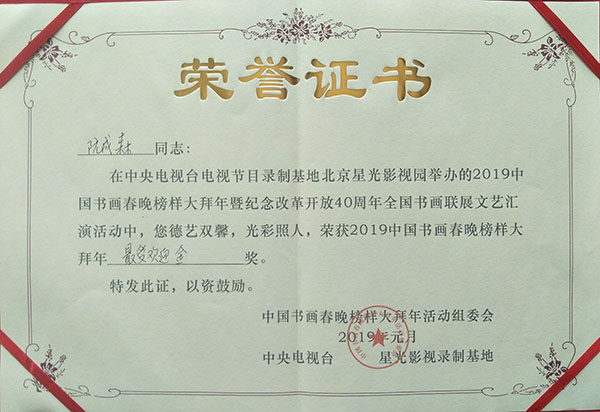 荣誉证书
阮成森 同志：
在中央电视台电视节目录制基地北京星光影视园举办的2019中
国书画春晚榜样大拜年暨纪念改革开放40周年全国书画联展文艺汇
演活动中，您德艺双馨，光彩照人，荣获2019中国书画春晚榜样大
拜年 最受欢迎金 奖。
特发此证，以资鼓励。
中国书画春晚榜样大拜年活动组委会
2019年元月
中央电视台 星光影视录制基地